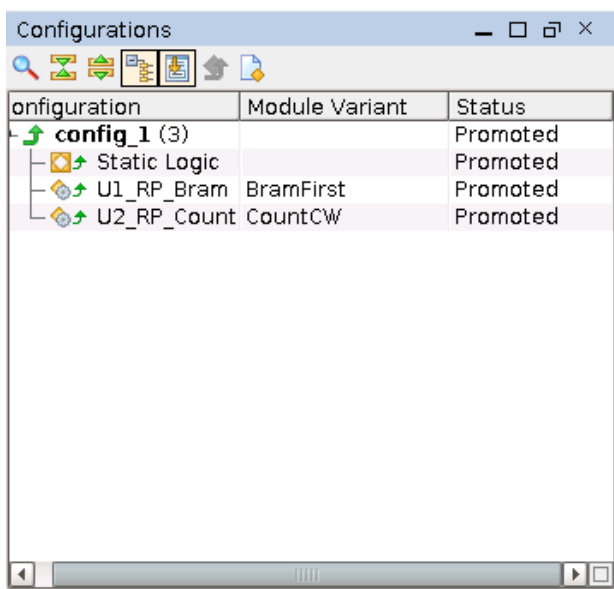 Configurations
onfiguration Module Variant Status
config_1 (3) Promoted
Static Logic Promoted
U1_RP_Bram BramFirst Promoted
U2_RP_Count CountCW Promoted